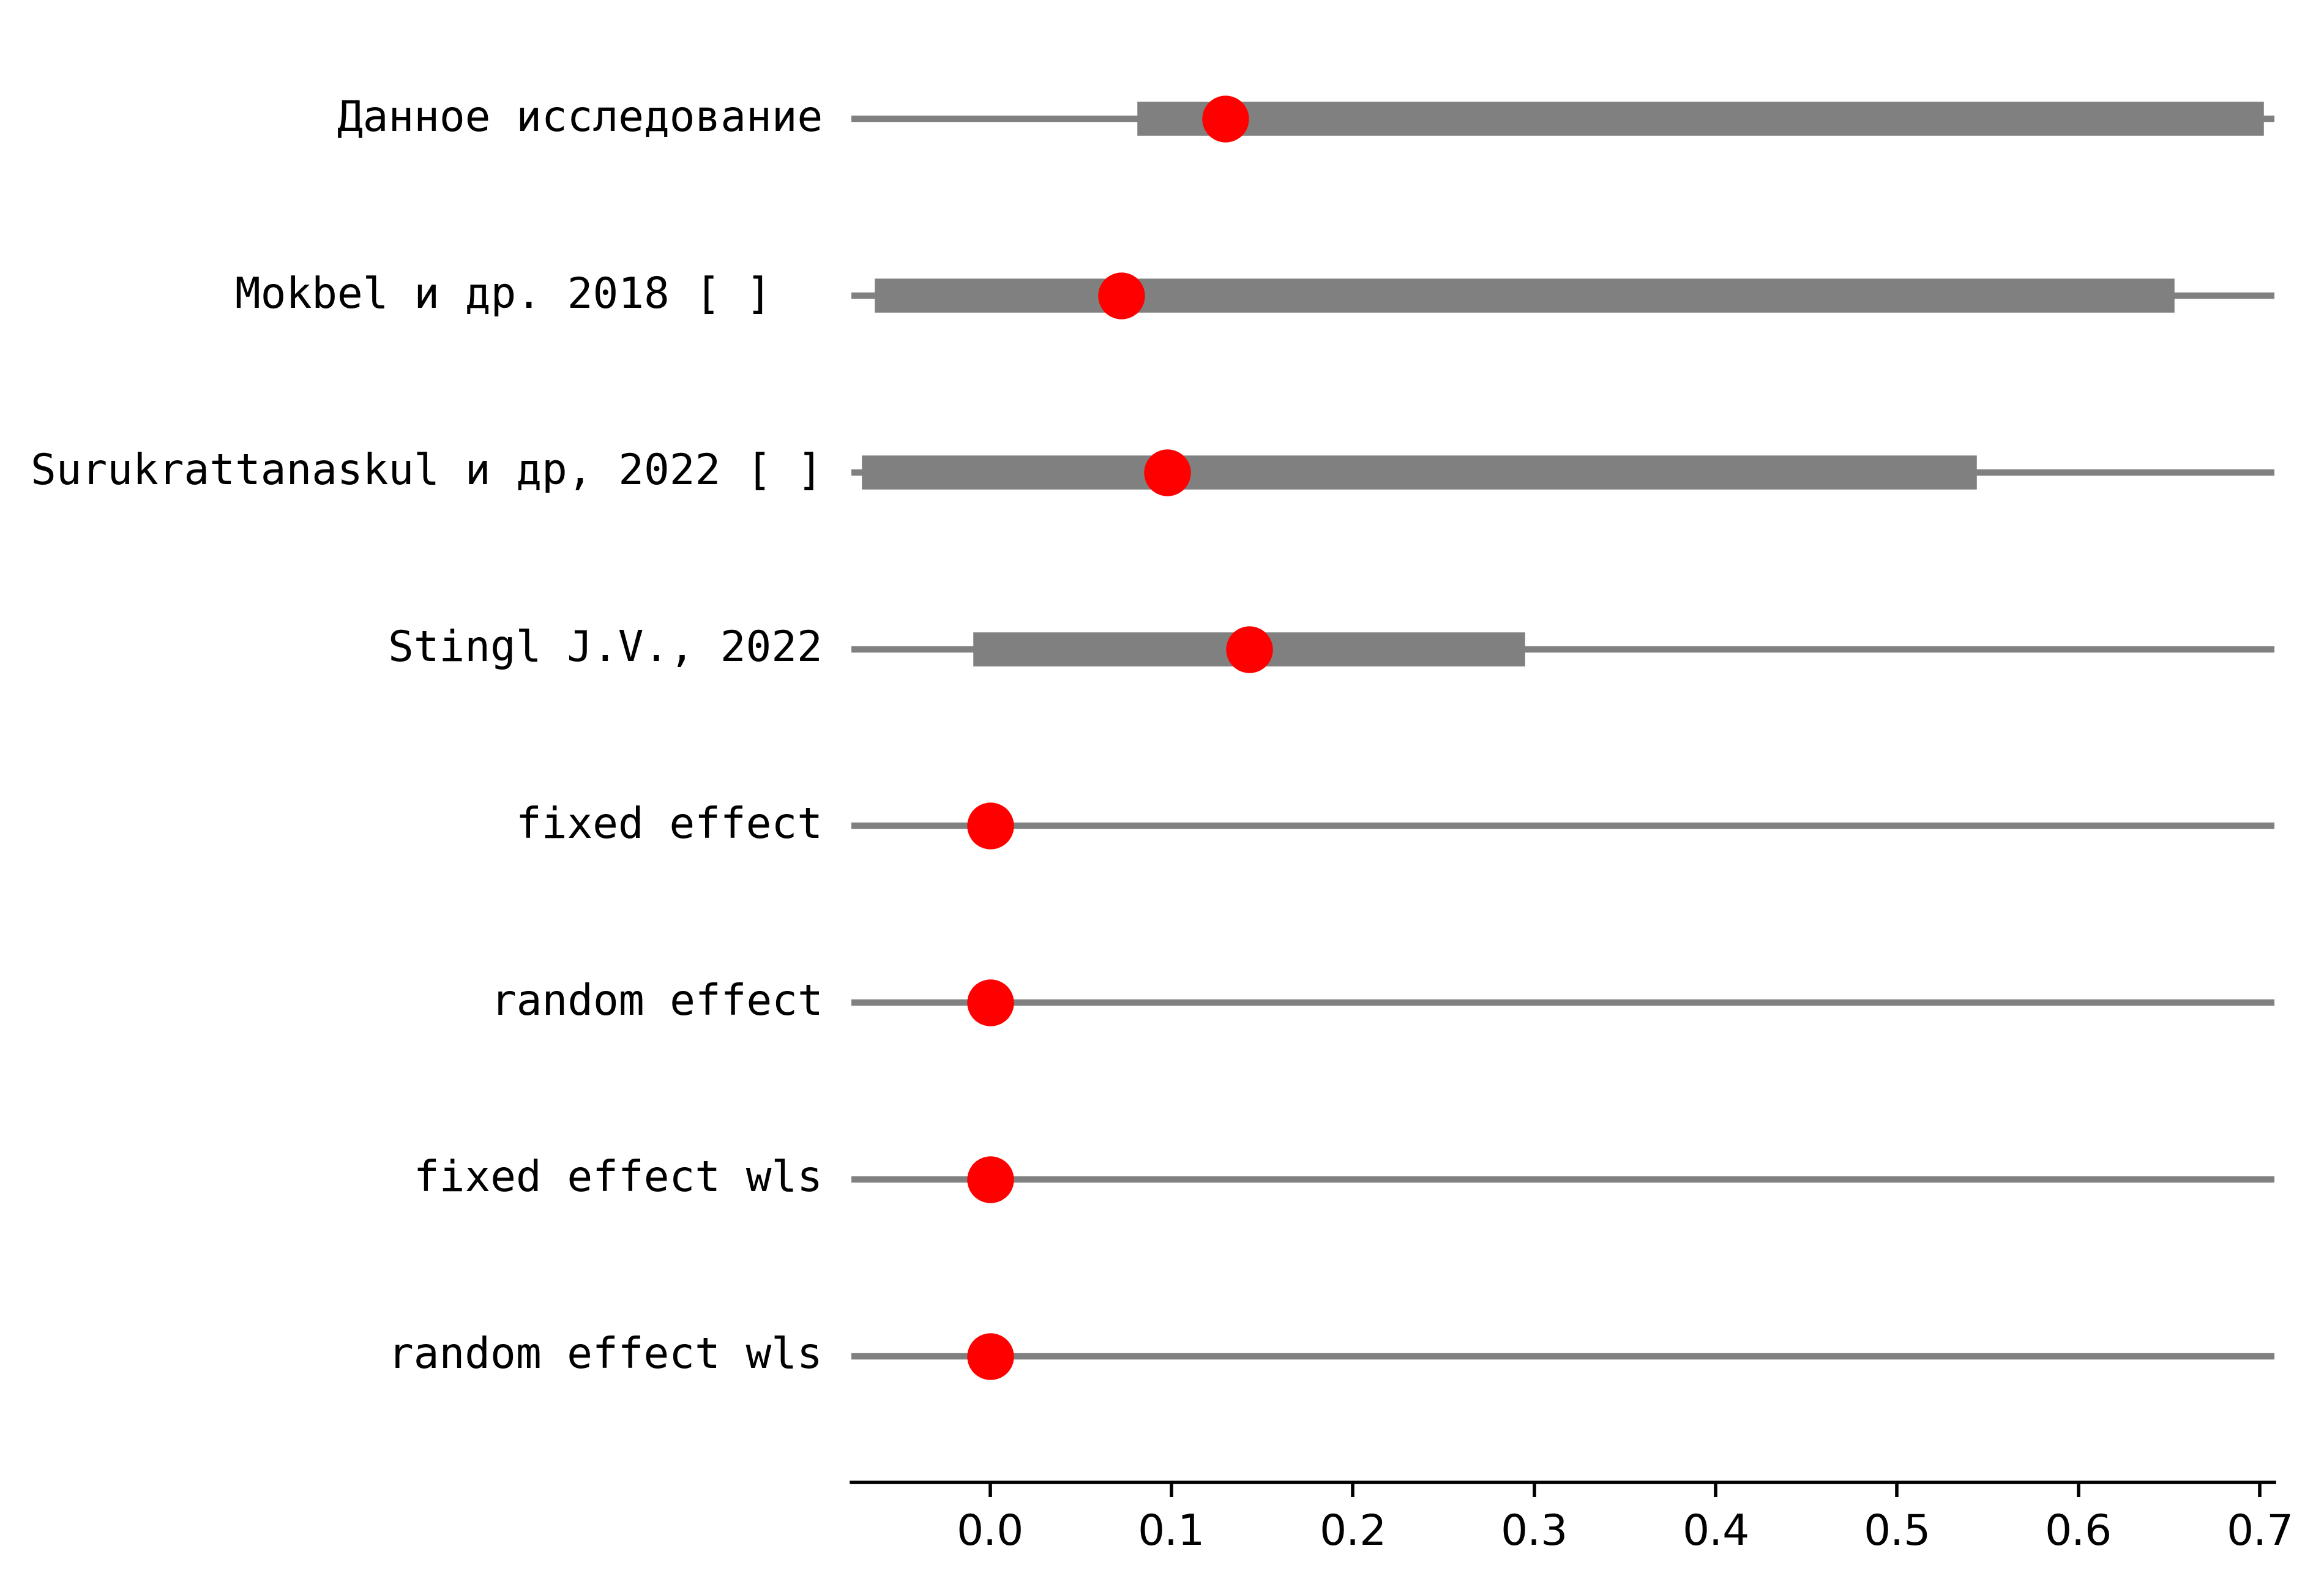 Данное исследование
Mokbel и др. 2018 [ ]
Surukrattanaskul и др, 2022 [ ]
Stingl J.V., 2022
fixed effect
random effect
fixed effect wls
random effect wls
0.0 0.1 0.2 0.3 0.4 0.5 0.6 0.7